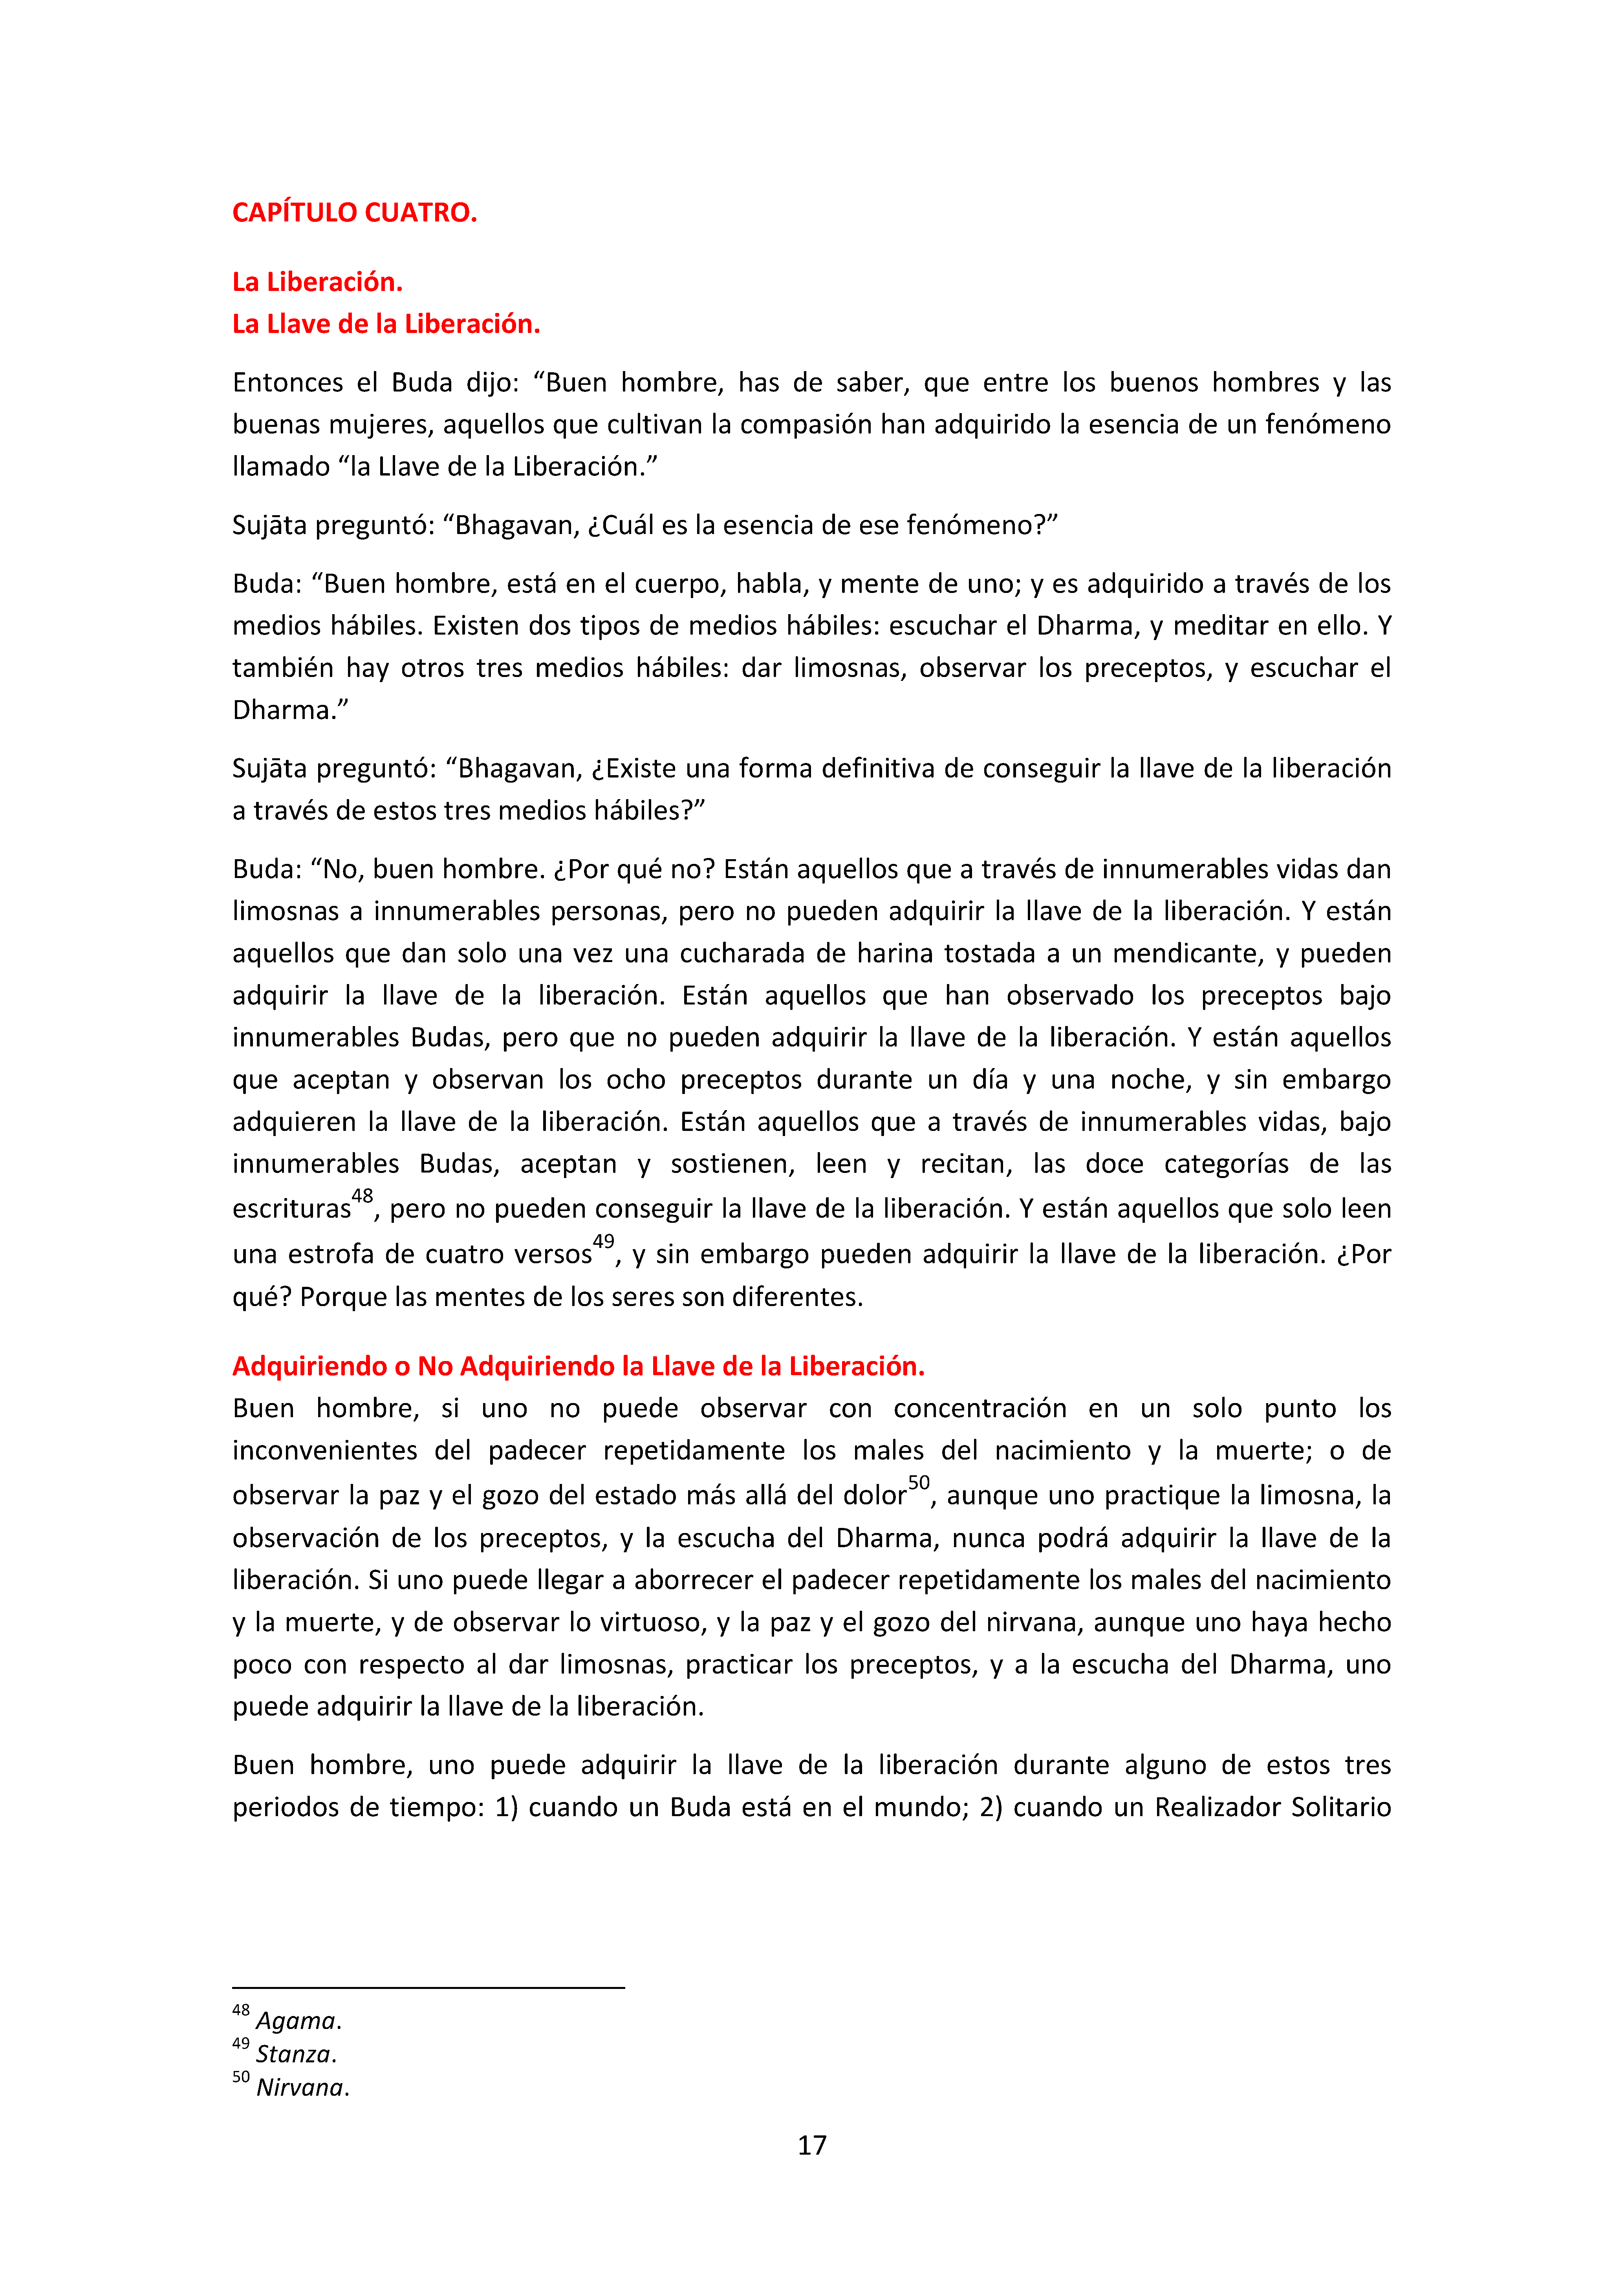 CAPÍTULO CUATRO.
La Liberación.
La Llave de la Liberación.
Entonces el Buda dijo: “Buen hombre, has de saber, que entre los buenos hombres y las
buenas mujeres, aquellos que cultivan la compasión han adquirido la esencia de un fenómeno
llamado “la Llave de la Liberación.”
Sujāta preguntó: “Bhagavan, ¿Cuál es la esencia de ese fenómeno?”
Buda: “Buen hombre, está en el cuerpo, habla, y mente de uno; y es adquirido a través de los
medios hábiles. Existen dos tipos de medios hábiles: escuchar el Dharma, y meditar en ello. Y
también hay otros tres medios hábiles: dar limosnas, observar los preceptos, y escuchar el
Dharma.”
Sujāta preguntó: “Bhagavan, ¿Existe una forma definitiva de conseguir la llave de la liberación
a través de estos tres medios hábiles?”
Buda: “No, buen hombre. ¿Por qué no? Están aquellos que a través de innumerables vidas dan
limosnas a innumerables personas, pero no pueden adquirir la llave de la liberación. Y están
aquellos que dan solo una vez una cucharada de harina tostada a un mendicante, y pueden
adquirir la llave de la liberación. Están aquellos que han observado los preceptos bajo
innumerables Budas, pero que no pueden adquirir la llave de la liberación. Y están aquellos
que aceptan y observan los ocho preceptos durante un día y una noche, y sin embargo
adquieren la llave de la liberación. Están aquellos que a través de innumerables vidas, bajo
innumerables Budas, aceptan y sostienen, leen y recitan, las doce categorías de las
escrituras48, pero no pueden conseguir la llave de la liberación. Y están aquellos que solo leen
una estrofa de cuatro versos49, y sin embargo pueden adquirir la llave de la liberación. ¿Por
qué? Porque las mentes de los seres son diferentes.
Adquiriendo o No Adquiriendo la Llave de la Liberación.
Buen hombre, si uno no puede observar con concentración en un solo punto los
inconvenientes del padecer repetidamente los males del nacimiento y la muerte; o de
observar la paz y el gozo del estado más allá del dolor50, aunque uno practique la limosna, la
observación de los preceptos, y la escucha del Dharma, nunca podrá adquirir la llave de la
liberación. Si uno puede llegar a aborrecer el padecer repetidamente los males del nacimiento
y la muerte, y de observar lo virtuoso, y la paz y el gozo del nirvana, aunque uno haya hecho
poco con respecto al dar limosnas, practicar los preceptos, y a la escucha del Dharma, uno
puede adquirir la llave de la liberación.
Buen hombre, uno puede adquirir la llave de la liberación durante alguno de estos tres
periodos de tiempo: 1) cuando un Buda está en el mundo; 2) cuando un Realizador Solitario
48 Agama.
49 Stanza.
50 Nirvana.
17